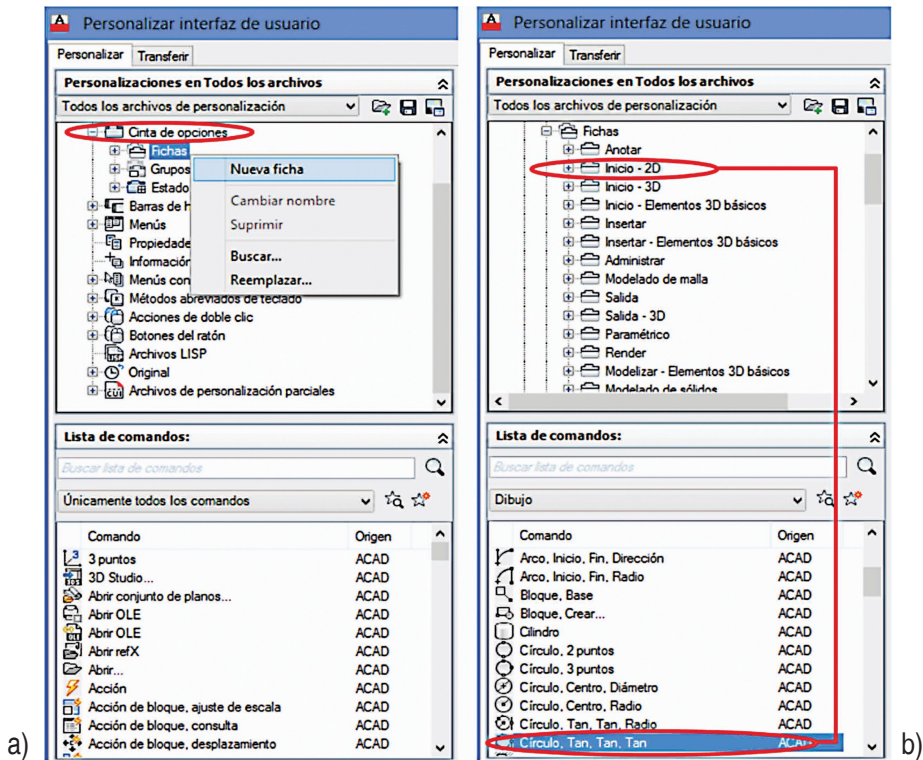 Personalizar interfaz de usuario
Personalizar Transferir
Personalizaciones en Todos los archivos
Todos los archivos de personalización
Cinta de opciones
Fichas
Grupos
Estado
Barras de h
Menús
Propiedade
Información
Menús con
Métodos abreviados de teclado
Acciones de doble clic
Botones del ratón
Archivos LISP
Original
Archivos de personalización parciales
Nueva ficha
Cambiar nombre
Suprimir
Buscar...
Reemplazar...
Lista de comandos:
Buscar lista de comandos
Únicamente todos los comandos
Comando Origen
3 puntos ACAD
3D Studio... ACAD
Abrir conjunto de planos... ACAD
Abrir OLE ACAD
Abrir OLE ACAD
Abrir refX ACAD
Abrir... ACAD
Acción ACAD
Acción de bloque, ajuste de escala ACAD
Acción de bloque, consulta ACAD
Acción de bloque, desplazamiento ACAD
a)
Personalizar interfaz de usuario
Personalizar Transferir
Personalizaciones en Todos los archivos
Todos los archivos de personalización
Fichas
Anotar
Inicio - 2D
Inicio - 3D
Inicio - Elementos 3D básicos
Insertar
Insertar - Elementos 3D básicos
Administrar
Modelado de malla
Salida
Salida - 3D
Paramétrico
Render
Modelizar - Elementos 3D básicos
Modelado de sólidos
Lista de comandos:
Buscar lista de comandos
Dibujo
Comando Origen
Arco, Inicio, Fin, Dirección ACAD
Arco, Inicio, Fin, Radio ACAD
Bloque, Base ACAD
Bloque, Crear... ACAD
Cilindro ACAD
Círculo, 2 puntos ACAD
Círculo, 3 puntos ACAD
Círculo, Centro, Diámetro ACAD
Círculo, Centro, Radio ACAD
Círculo, Tan, Tan, Radio ACAD
Círculo, Tan, Tan, Tan ACAD
b)